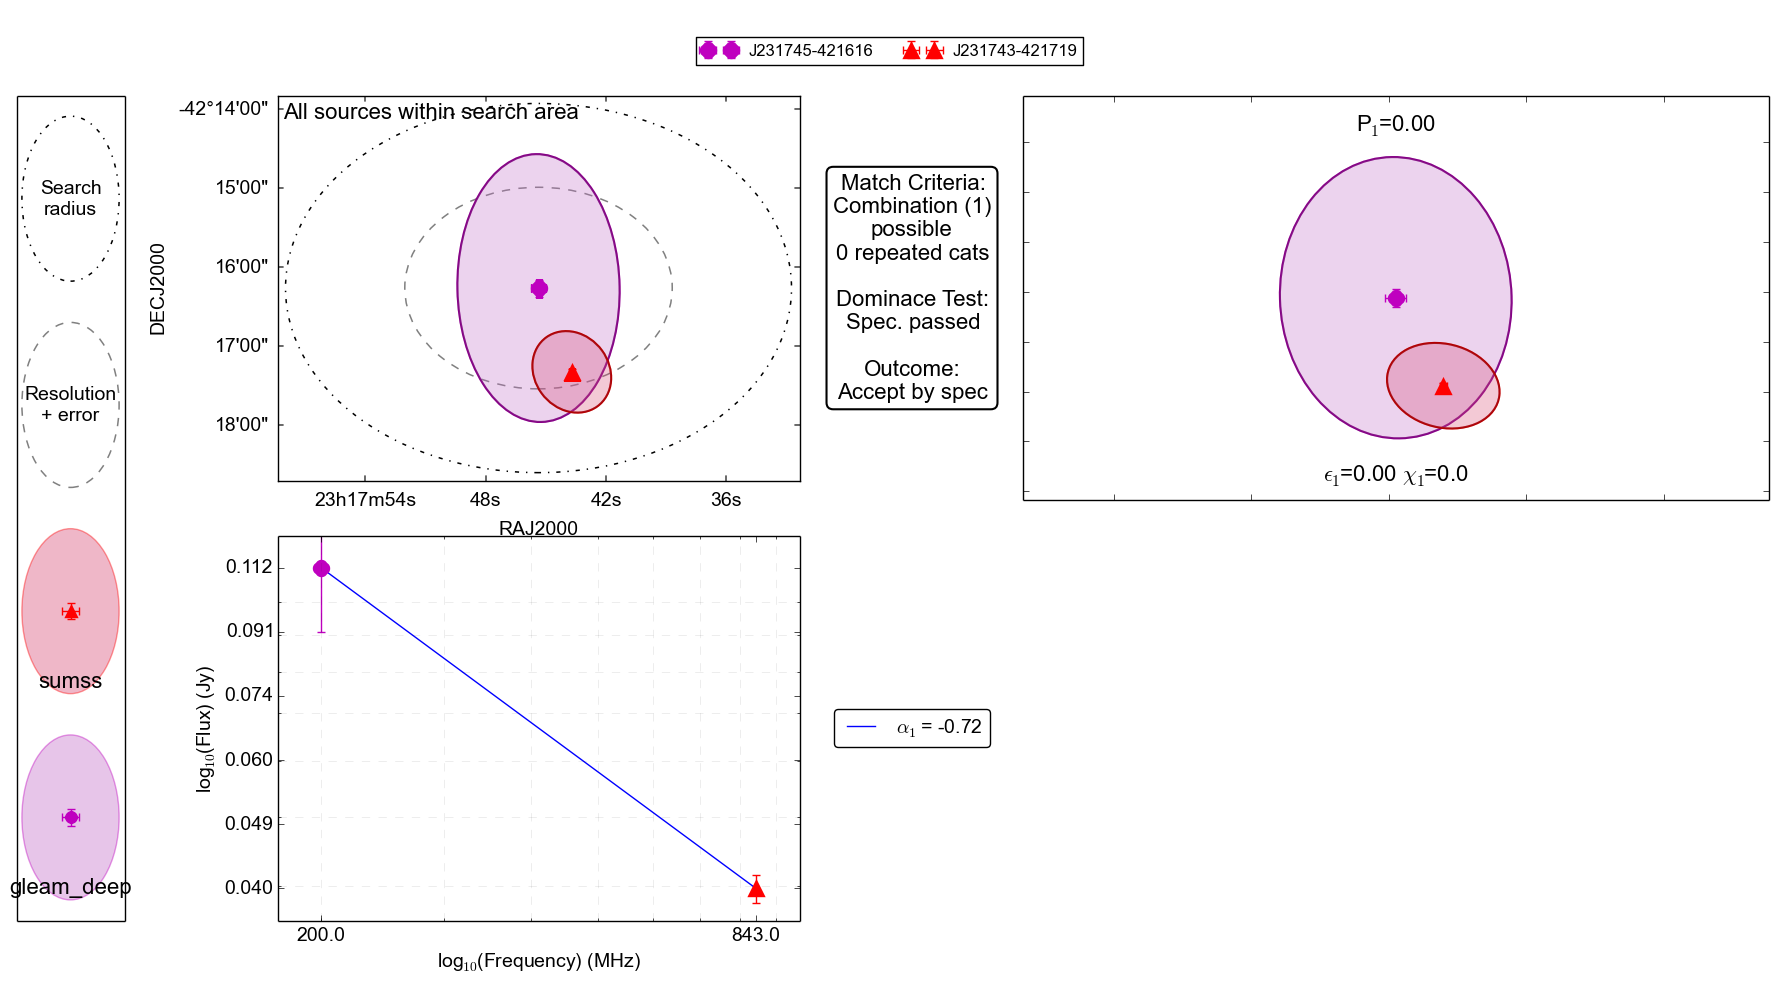 J231745-421616
J231743-421719
Search
radius
Resolution
+ error
sumss
gleam_deep
All sources within search area
-42°14'00"
15'00"
16'00"
17'00"
18'00"
DECJ2000
23h17m54s
48s
42s
36s
RAJ2000
Match Criteria:
Combination (1)
possible
0 repeated cats
Dominace Test:
Spec. passed
Outcome:
Accept by spec
P₁=0.00
ϵ₁=0.00 χ₁=0.0
0.112
0.091
0.074
0.060
0.049
0.040
log₁₀(Flux) (Jy)
200.0
843.0
log₁₀(Frequency) (MHz)
α₁ = -0.72